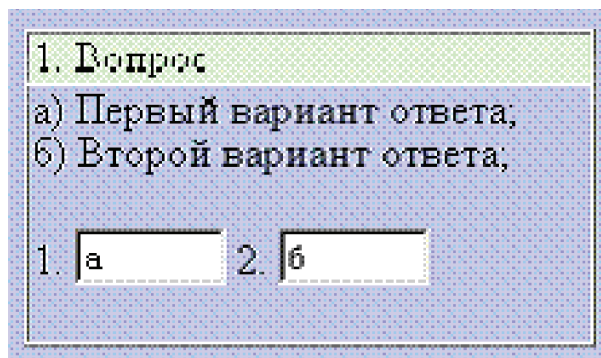 1. Вопрос
а) Первый вариант ответа;
б) Второй вариант ответа;
1. а 2. б